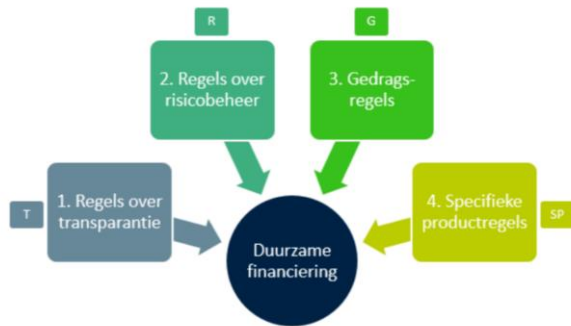 R
G
2. Regels over
risicobeheer
3. Gedrags-
regels
T
1. Regels over
transparantie
4. Specifieke
productregels
SP
Duurzame
financiering